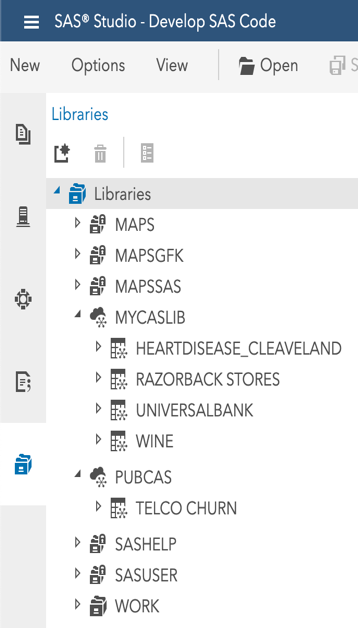 SAS® Studio - Develop SAS Code
New Options View Open S
Libraries
Libraries
MAPS
MAPSGFK
MAPSSAS
MYCASLIB
HEARTDISEASE_CLEAVELAND
RAZORBACK STORES
UNIVERSALBANK
WINE
PUBCAS
TELCO CHURN
SASHELP
SASUSER
WORK